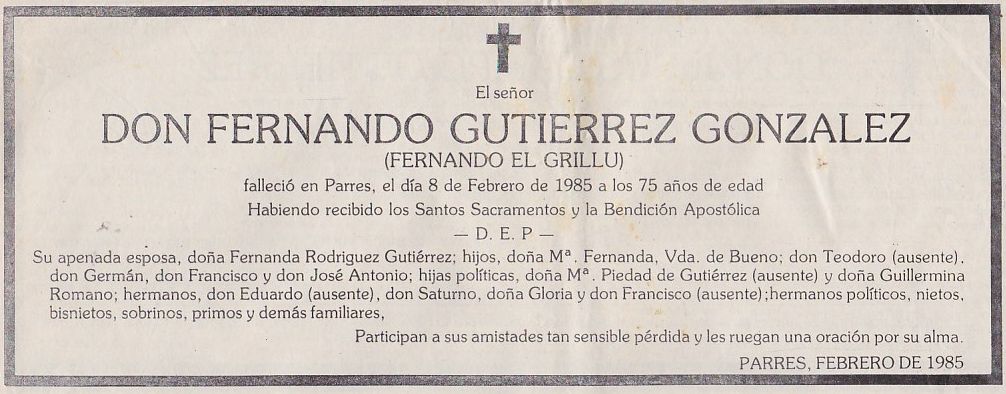 El señor
DON FERNANDO GUTIERREZ GONZALEZ
(FERNANDO EL GRILLU)
falleció en Parres, el día 8 de Febrero de 1985 a los 75 años de edad
Habiendo recibido los Santos Sacramentos y la Bendición Apostólica
— D. E. P —
Su apenada esposa, doña Fernanda Rodriguez Gutiérrez; hijos, doña Mª. Fernanda, Vda. de Bueno; don Teodoro (ausente),
don Germán, don Francisco y don José Antonio; hijas políticas, doña Mª. Piedad de Gutiérrez (ausente) y doña Guillermina
Romano; hermanos, don Eduardo (ausente), don Saturno, doña Gloria y don Francisco (ausente);hermanos políticos, nietos,
bisnietos, sobrinos, primos y demás familiares,
Participan a sus amistades tan sensible pérdida y les ruegan una oración por su alma.
PARRES, FEBRERO DE 1985